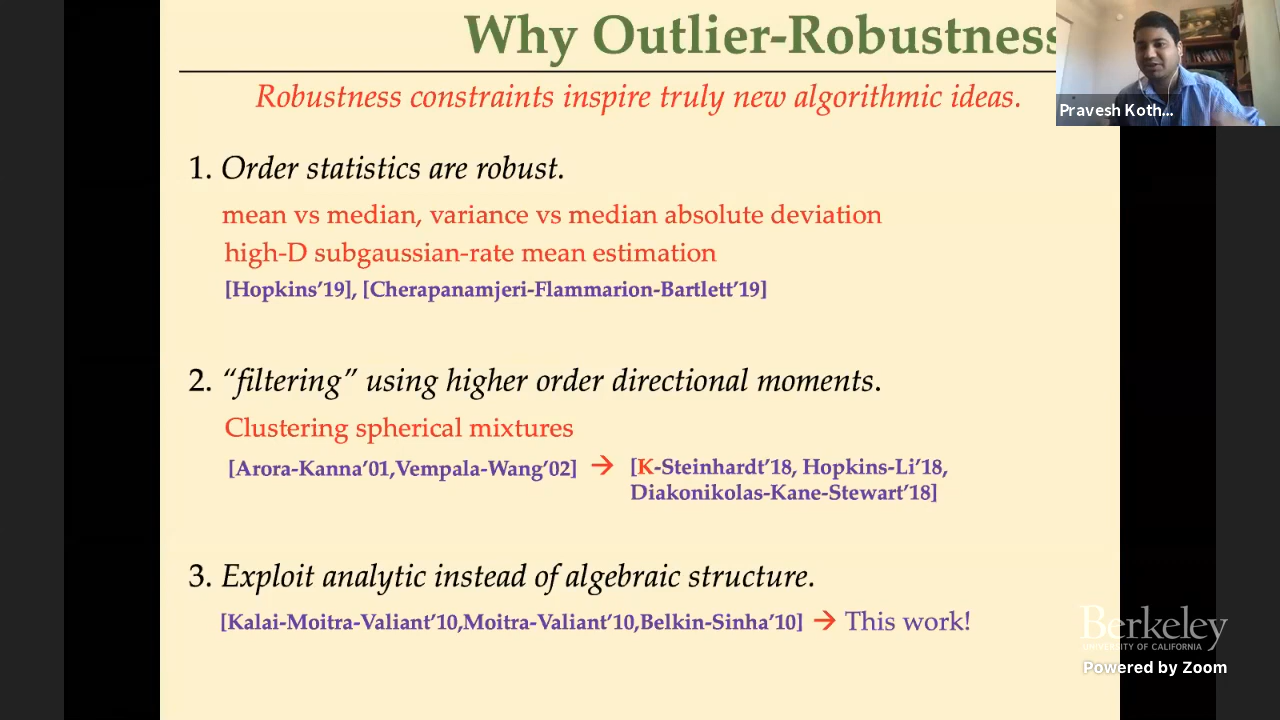 Why Outlier-Robustness
Robustness constraints inspire truly new algorithmic ideas.
Pravesh Koth...
1. Order statistics are robust.
mean vs median, variance vs median absolute deviation
high-D subgaussian-rate mean estimation
[Hopkins’19], [Cherapanamjeri-Flammarion-Bartlett’19]
2. “filtering” using higher order directional moments.
Clustering spherical mixtures
[Arora-Kanna’01,Vempala-Wang’02] → [K-Steinhardt’18, Hopkins-Li’18,
Diakonikolas-Kane-Stewart’18]
3. Exploit analytic instead of algebraic structure.
[Kalai-Moitra-Valiant’10,Moitra-Valiant’10,Belkin-Sinha’10] → This work!
Berkeley
UNIVERSITY OF CALIFORNIA
Powered by Zoom